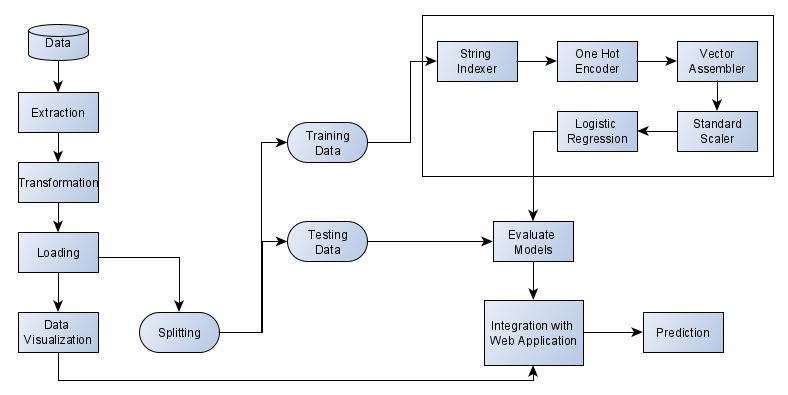 Data
Extraction
Transformation
Loading
Data
Visualization
Splitting
Training
Data
Testing
Data
String
Indexer
One Hot
Encoder
Vector
Assembler
Standard
Scaler
Logistic
Regression
Evaluate
Models
Integration with
Web Application
Prediction